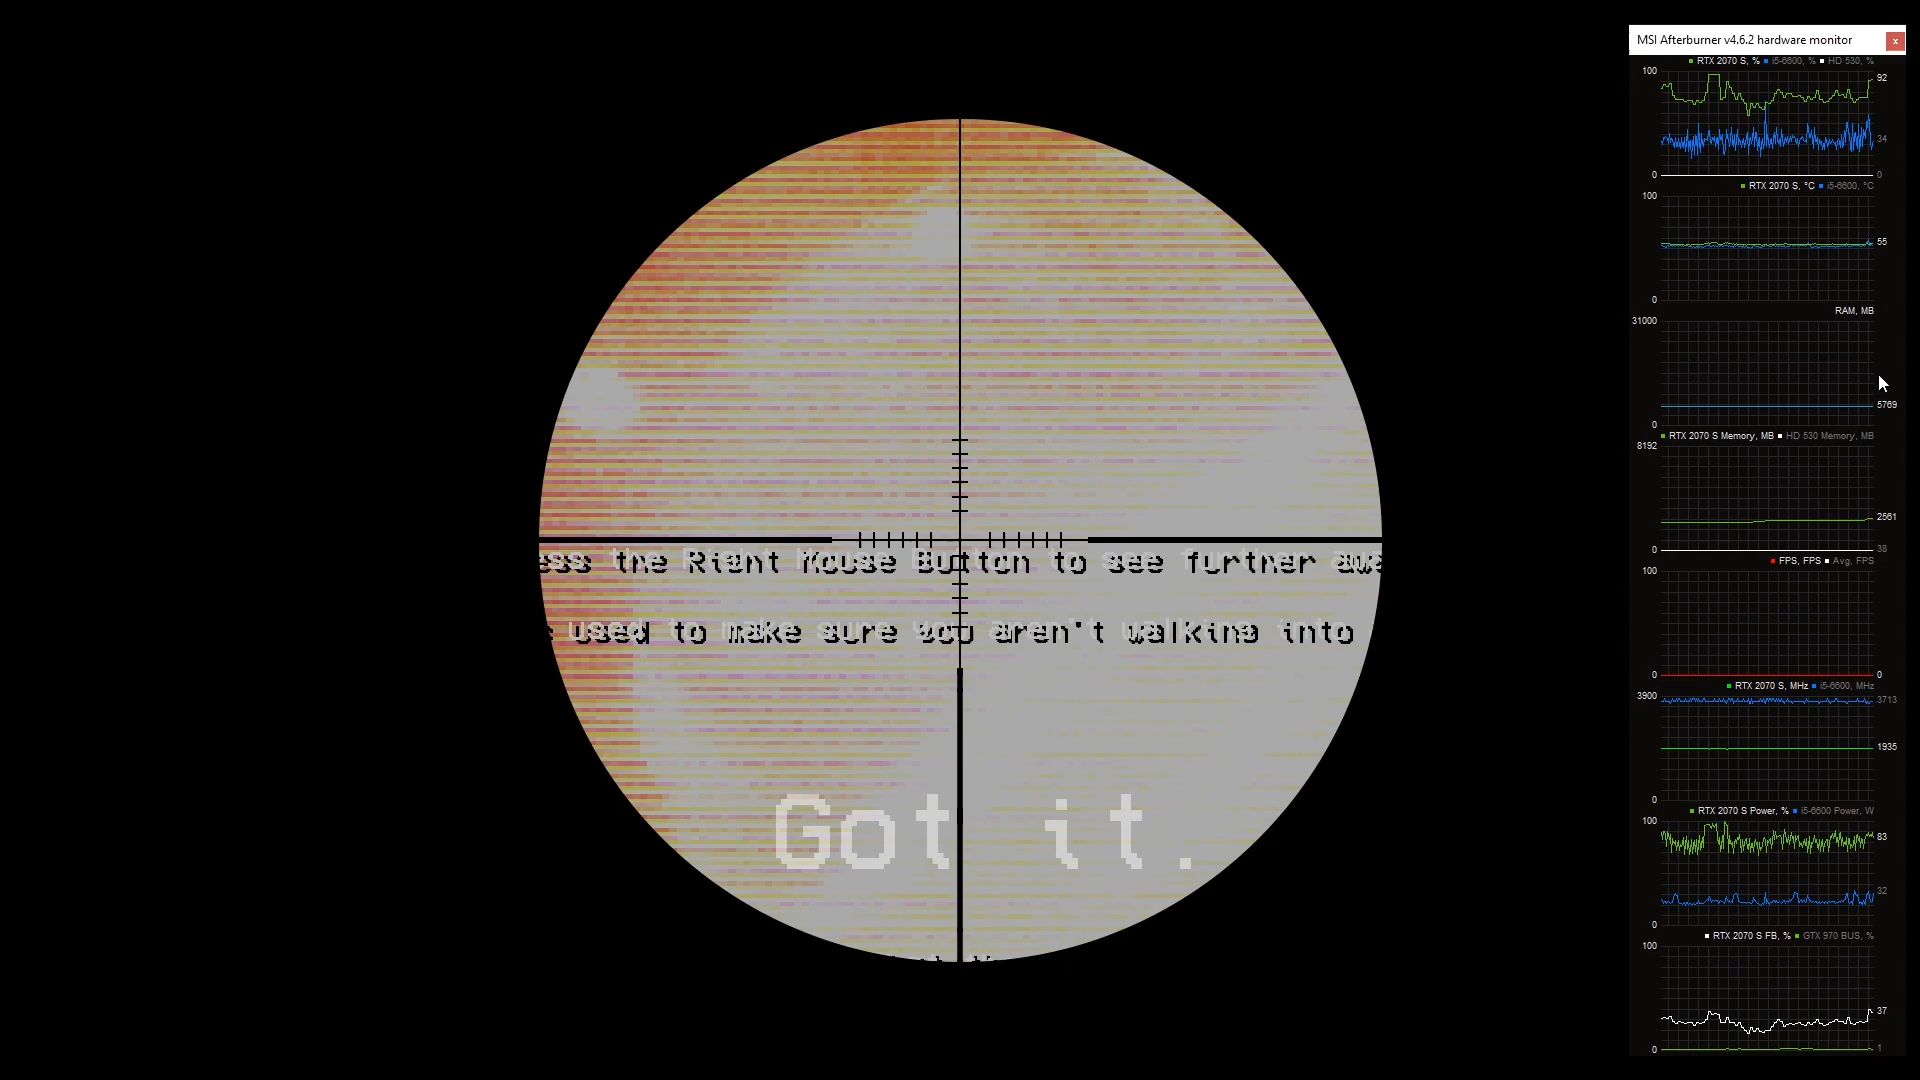 MSI Afterburner v4.6.2 hardware monitor
x
RTX 2070 S, % i5-6600, % HD 530, %
100
92
34
0
0
RTX 2070 S, °C i5-6600, °C
100
55
0
RAM, MB
31000
5769
0
RTX 2070 S Memory, MB HD 530 Memory, MB
8192
2561
0
38
FPS, FPS Avg, FPS
100
0
0
RTX 2070 S, MHz i5-6600, MHz
3900
3713
1935
0
RTX 2070 S Power, % i5-6600 Power, W
100
83
32
0
RTX 2070 S FB, % GTX 970 BUS, %
100
37
0
1
ess the Right Mouse Button to see further
used to make sure you aren't walking into
Got it.